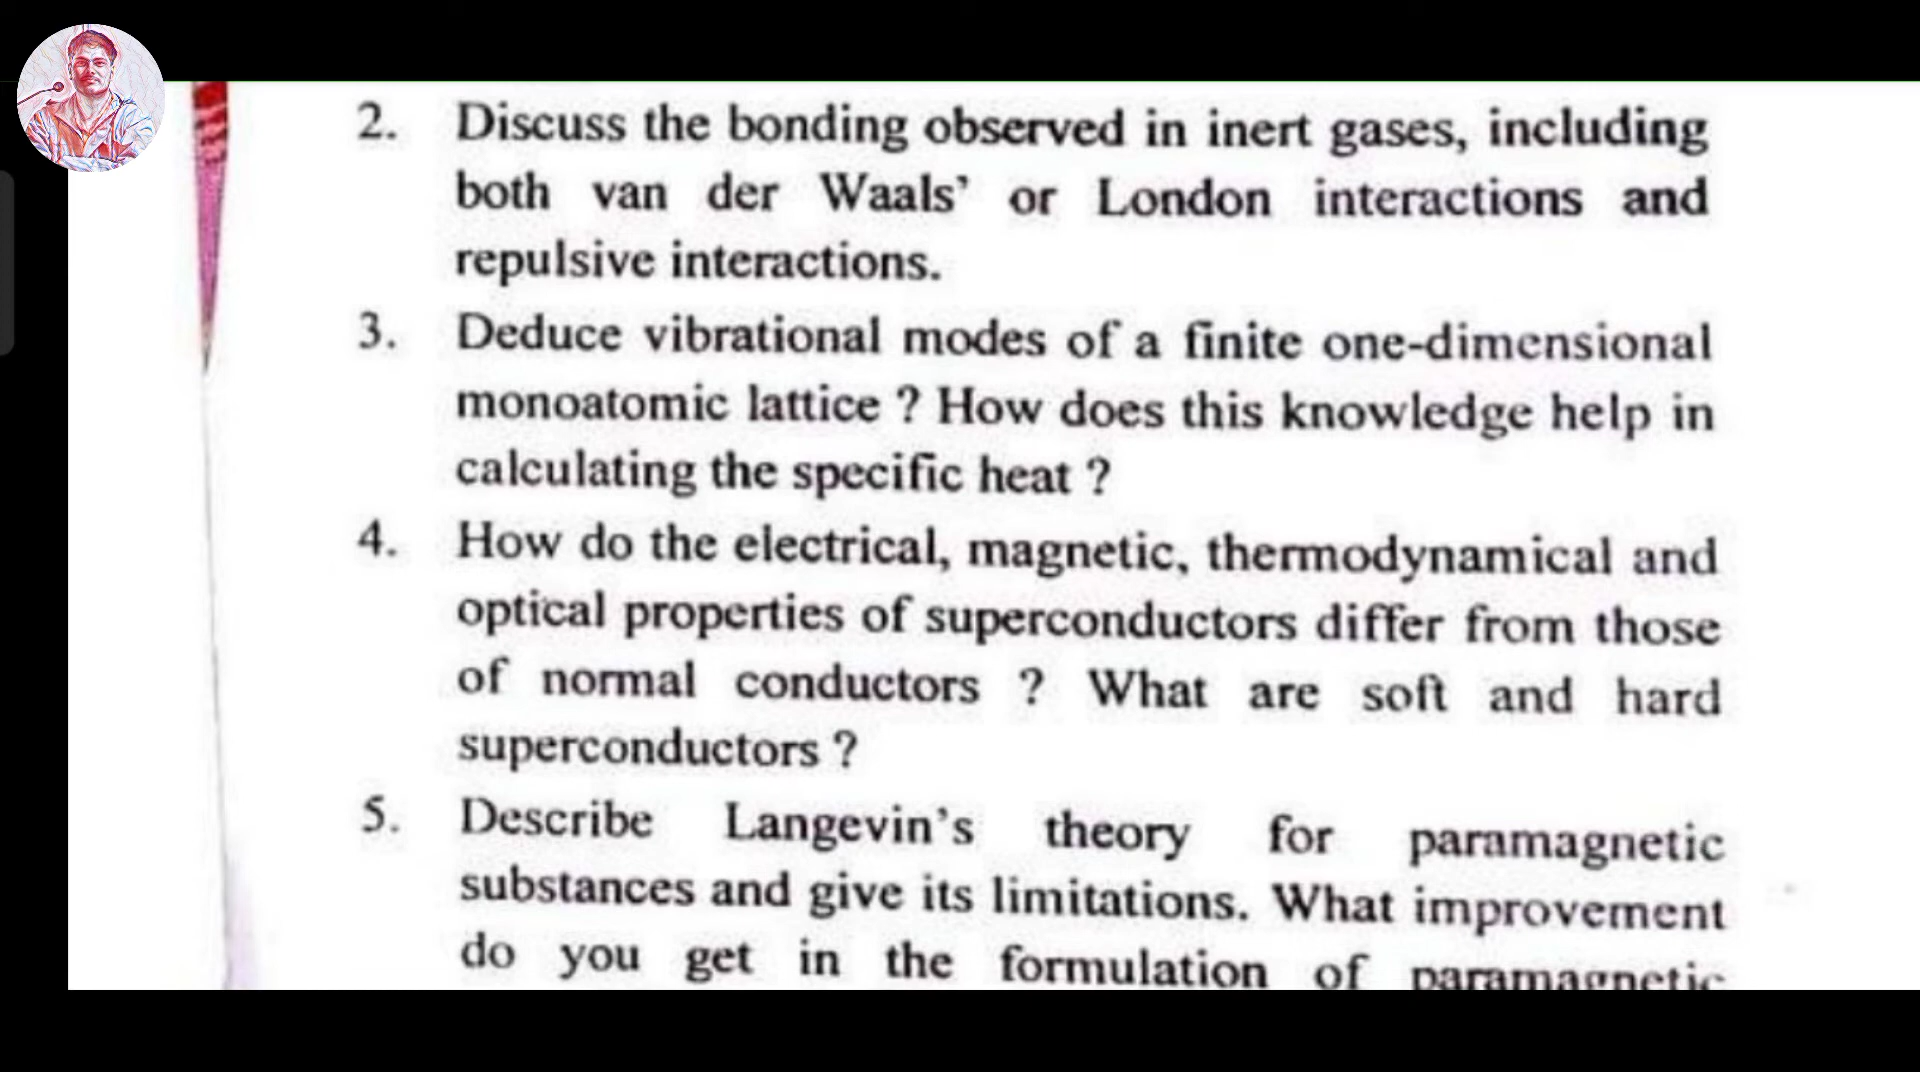 2. Discuss the bonding observed in inert gases, including
both van der Waals' or London interactions and
repulsive interactions.
3. Deduce vibrational modes of a finite one-dimensional
monoatomic lattice ? How does this knowledge help in
calculating the specific heat ?
4. How do the electrical, magnetic, thermodynamical and
optical properties of superconductors differ from those
of normal conductors ? What are soft and hard
superconductors ?
5. Describe Langevin's theory for paramagnetic
substances and give its limitations. What improvement
do you get in the formulation of paramagnetic